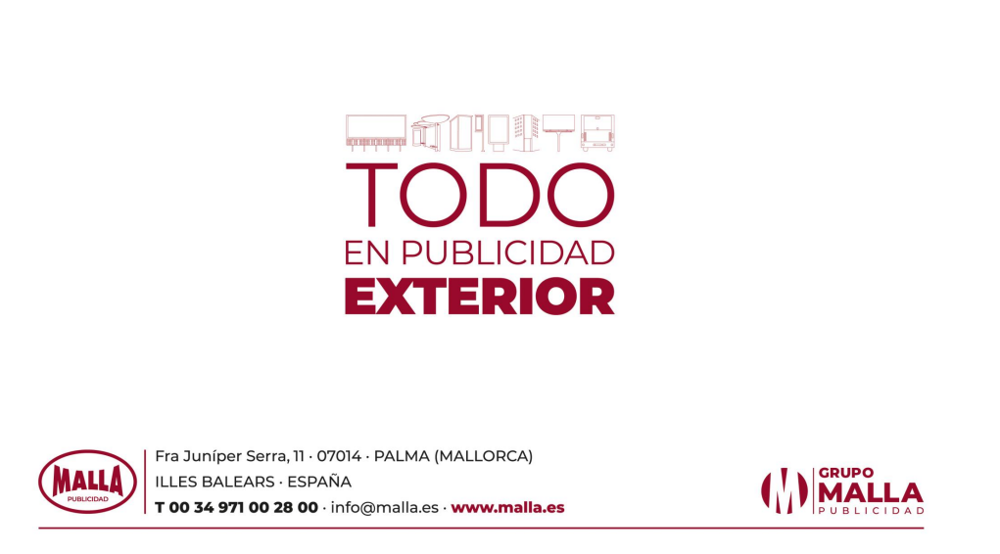 TODO
EN PUBLICIDAD
EXTERIOR
MALLA
PUBLICIDAD
Fra Juníper Serra, 11 · 07014 · PALMA (MALLORCA)
ILLES BALEARS · ESPAÑA
T 00 34 971 00 28 00 · info@malla.es · www.malla.es
GRUPO
MALLA
PUBLICIDAD